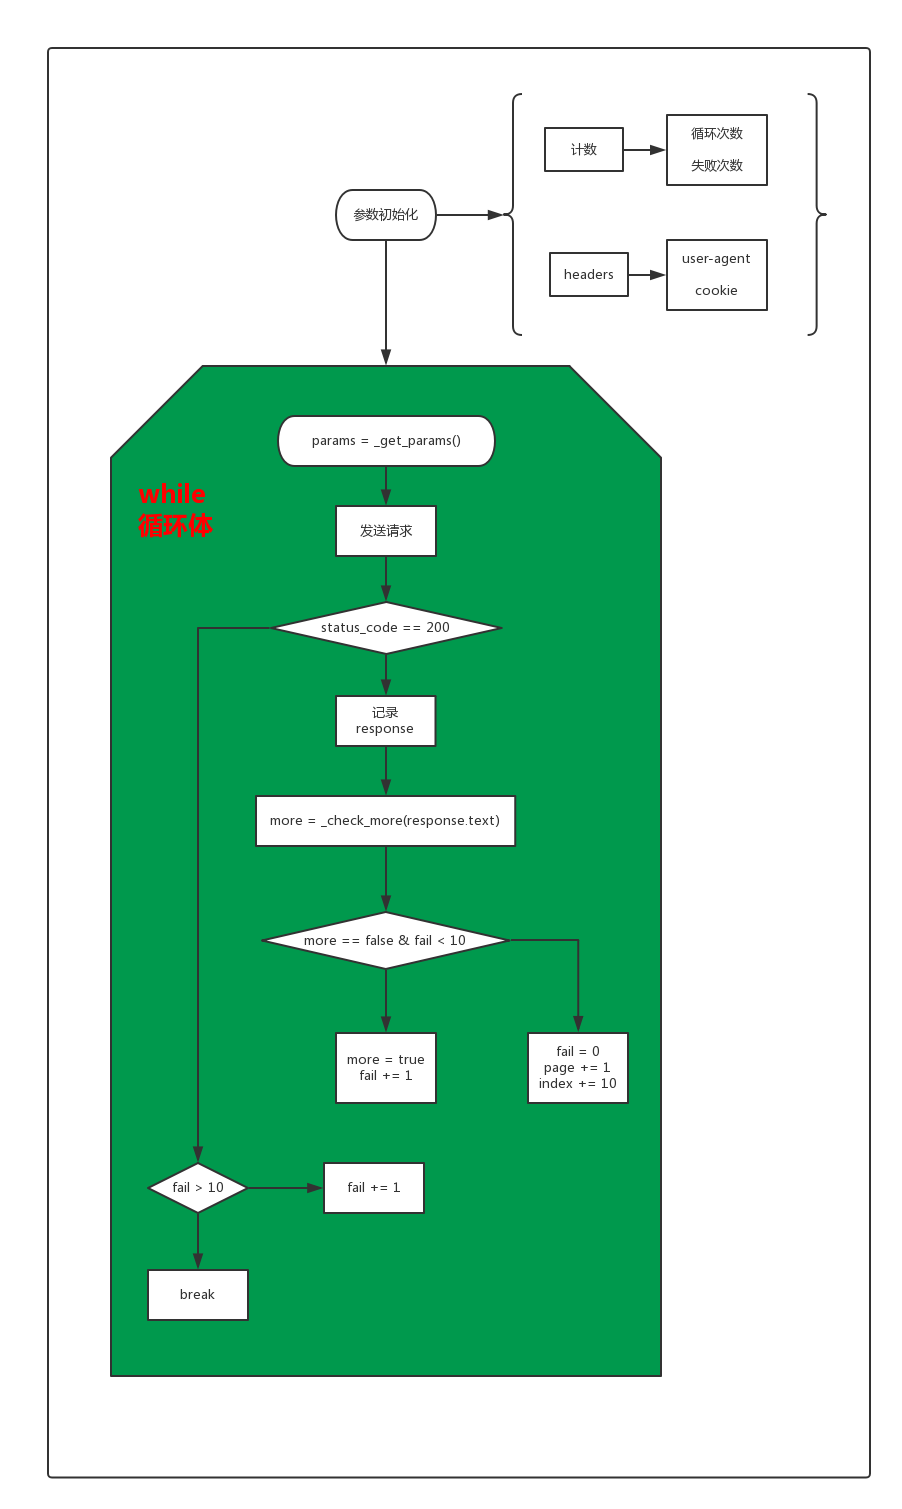 计数
循环次数
失败次数
参数初始化
headers
user-agent
cookie
params = _get_params()
while
循环体
发送请求
status_code == 200
记录
response
more = _check_more(response.text)
more == false & fail < 10
more = true
fail += 1
fail = 0
page += 1
index += 10
fail > 10
fail += 1
break